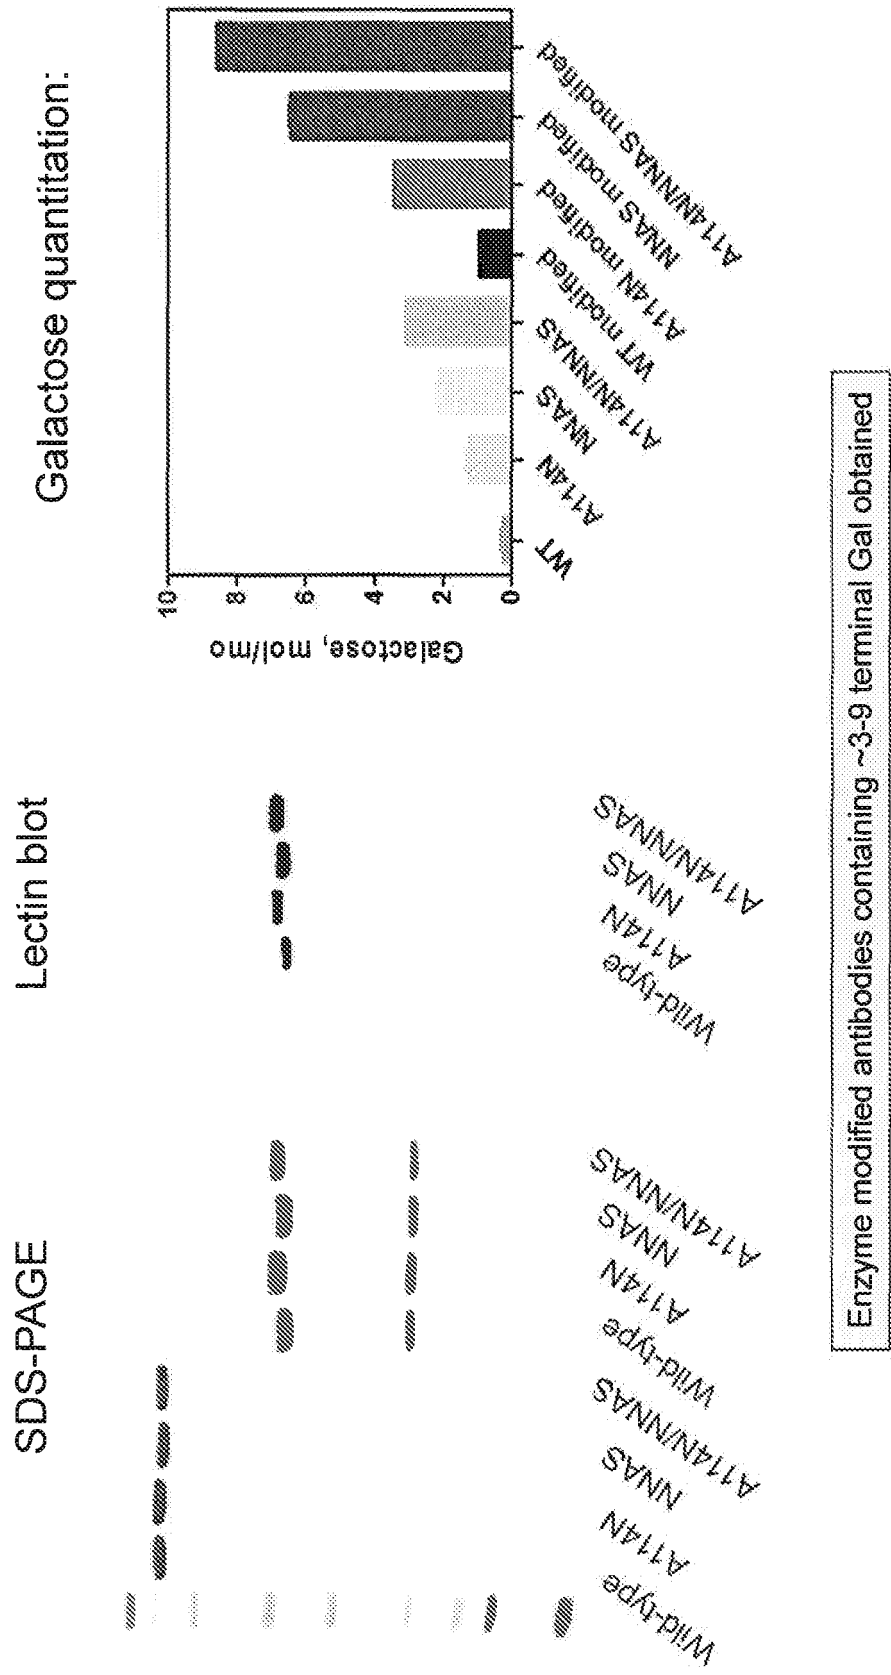 SDS-PAGE
Wild-type
A114N
NNAS
A114N/NNAS
Wild-type
A114N
NNAS
A114N/NNAS
Lectin blot
Wild-type
A114N
NNAS
A114N/NNAS
Galactose quantitation:
Galactose, mol/mo
10
8
6
4
2
0
WT
A114N
NNAS
A114N/NNAS
WT modified
A114N modified
NNAS modified
A114N/NNAS modified
Enzyme modified antibodies containing ~3-9 terminal Gal obtained